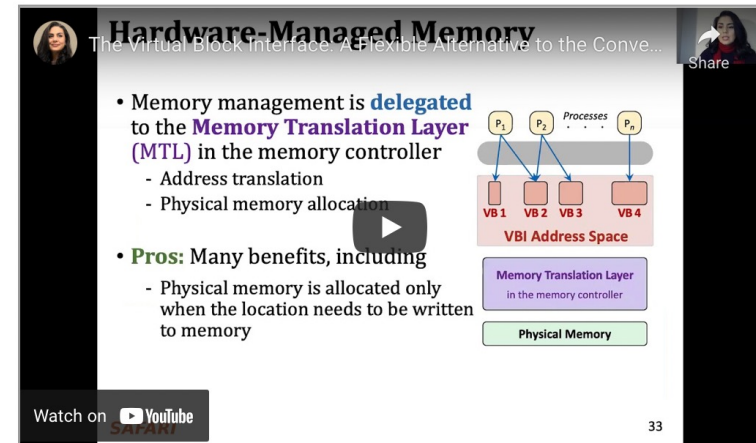 Hardware-Managed Memory
The Virtual Block Interface: A Flexible Alternative to the Conve...
Share
• Memory management is delegated
to the Memory Translation Layer
(MTL) in the memory controller
- Address translation
- Physical memory allocation
• Pros: Many benefits, including
- Physical memory is allocated only
when the location needs to be written
to memory
Processes
P1 P2 . . . Pn
VB 1 VB 2 VB 3 VB 4
VBI Address Space
Memory Translation Layer
in the memory controller
Physical Memory
Watch on YouTube
SAFARI
33